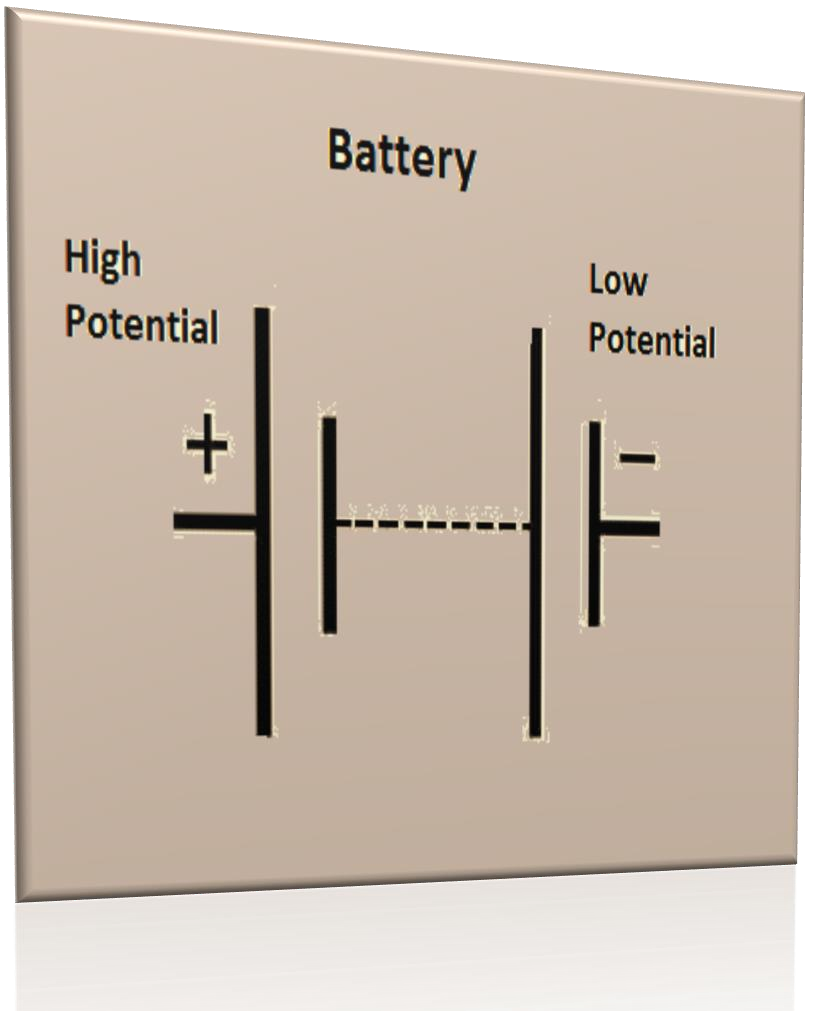 Battery
High
Potential
Low
Potential
+
−